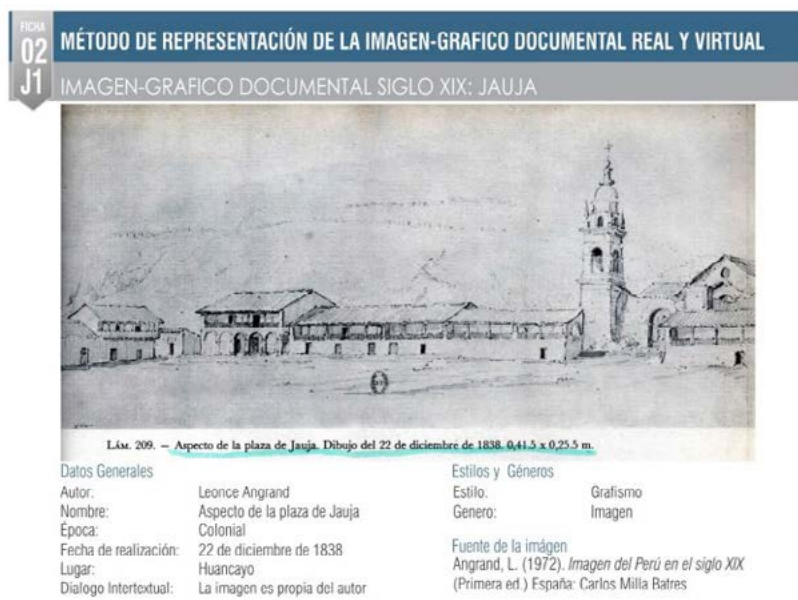 FICHA
02
J1
MÉTODO DE REPRESENTACIÓN DE LA IMAGEN-GRAFICO DOCUMENTAL REAL Y VIRTUAL
IMAGEN-GRAFICO DOCUMENTAL SIGLO XIX: JAUJA
LÁM. 209. — Aspecto de la plaza de Jauja. Dibujo del 22 de diciembre de 1838. 0,41.5 x 0,25.5 m.
Datos Generales
Autor: Leonce Angrand
Nombre: Aspecto de la plaza de Jauja
Época: Colonial
Fecha de realización: 22 de diciembre de 1838
Lugar: Huancayo
Dialogo Intertextual: La imagen es propia del autor
Estilos y Géneros
Estilo. Grafismo
Genero: Imagen
Fuente de la imágen
Angrand, L. (1972). Imagen del Perú en el siglo XIX
(Primera ed.) España: Carlos Milla Batres